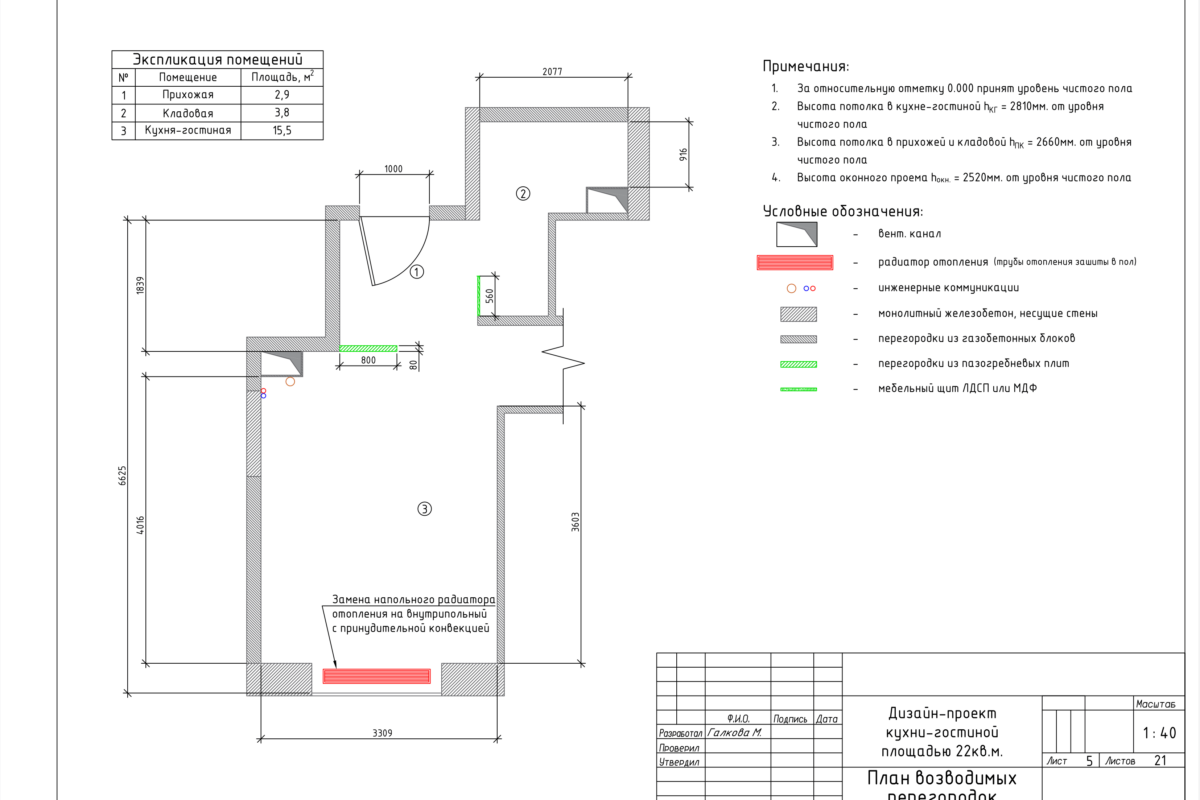 Экспликация помещений
№ Помещение Площадь, м²
1 Прихожая 2,9
2 Кладовая 3,8
3 Кухня-гостиная 15,5
Примечания:
1. За относительную отметку 0.000 принят уровень чистого пола
2. Высота потолка в кухне-гостиной hКГ = 2810мм. от уровня
чистого пола
3. Высота потолка в прихожей и кладовой hПК = 2660мм. от уровня
чистого пола
4. Высота оконного проема hокн. = 2520мм. от уровня чистого пола
Условные обозначения:
- вент. канал
- радиатор отопления (трубы отопления зашиты в пол)
- инженерные коммуникации
- монолитный железобетон, несущие стены
- перегородки из газобетонных блоков
- перегородки из пазогребневых плит
- мебельный щит ЛДСП или МДФ
2077
916
1000
2
1
1839
560
800
80
6625
4016
3
3603
Замена напольного радиатора
отопления на внутрипольный
с принудительной конвекцией
3309
Ф.И.О. Подпись Дата
Разработал Галкова М.
Проверил
Утвердил
Дизайн-проект
кухни-гостиной
площадью 22кв.м.
Масштаб
1 : 40
Лист 5 Листов 21
План возводимых
перегородок